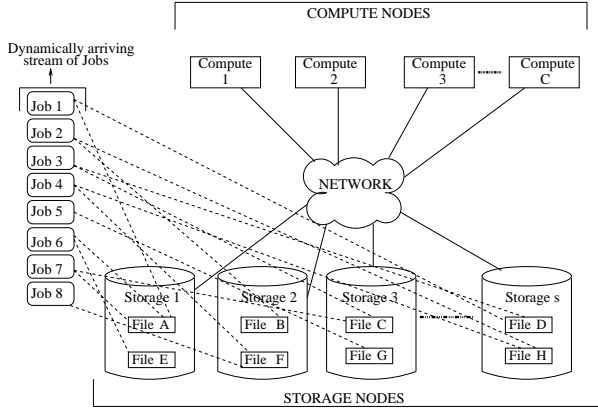 COMPUTE NODES
Dynamically arriving
stream of Jobs
Compute
1
Compute
2
Compute
3
Compute
C
Job 1
Job 2
Job 3
Job 4
Job 5
Job 6
Job 7
Job 8
NETWORK
Storage 1
Storage 2
Storage 3
Storage s
File A
File B
File C
File D
File E
File F
File G
File H
STORAGE NODES